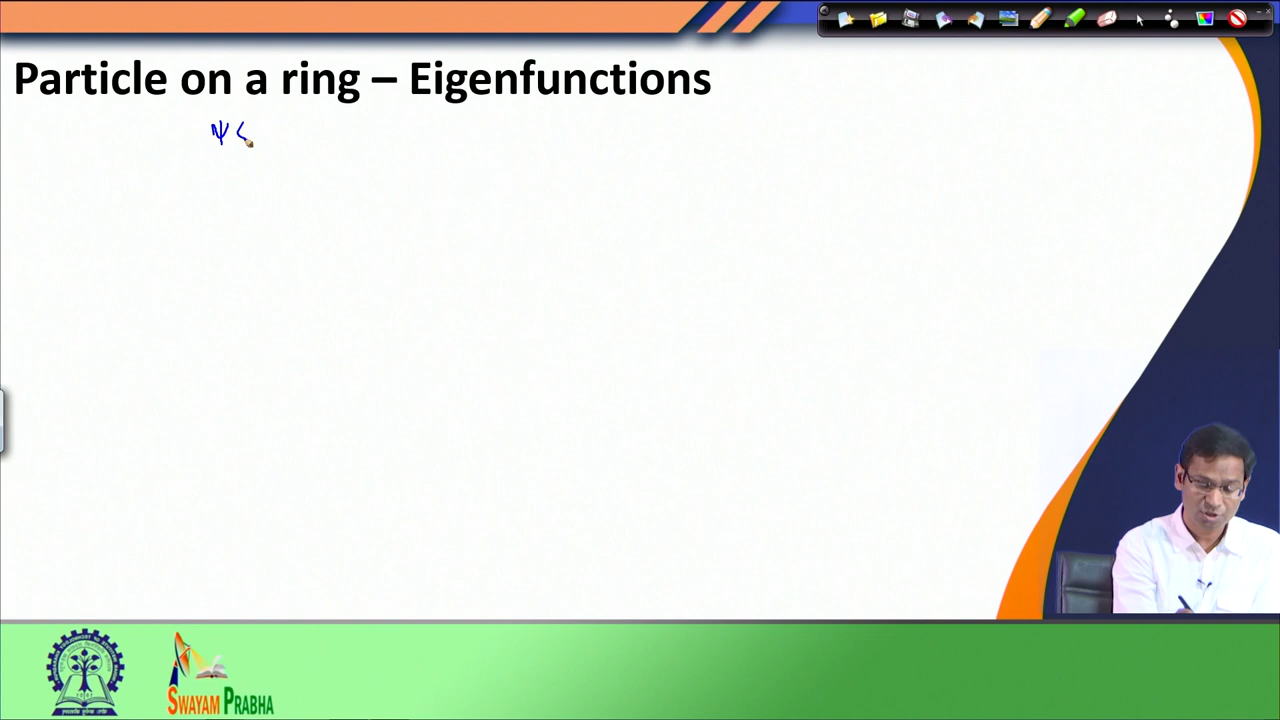 Particle on a ring – Eigenfunctions
ψ (
SWAYAM PRABHA